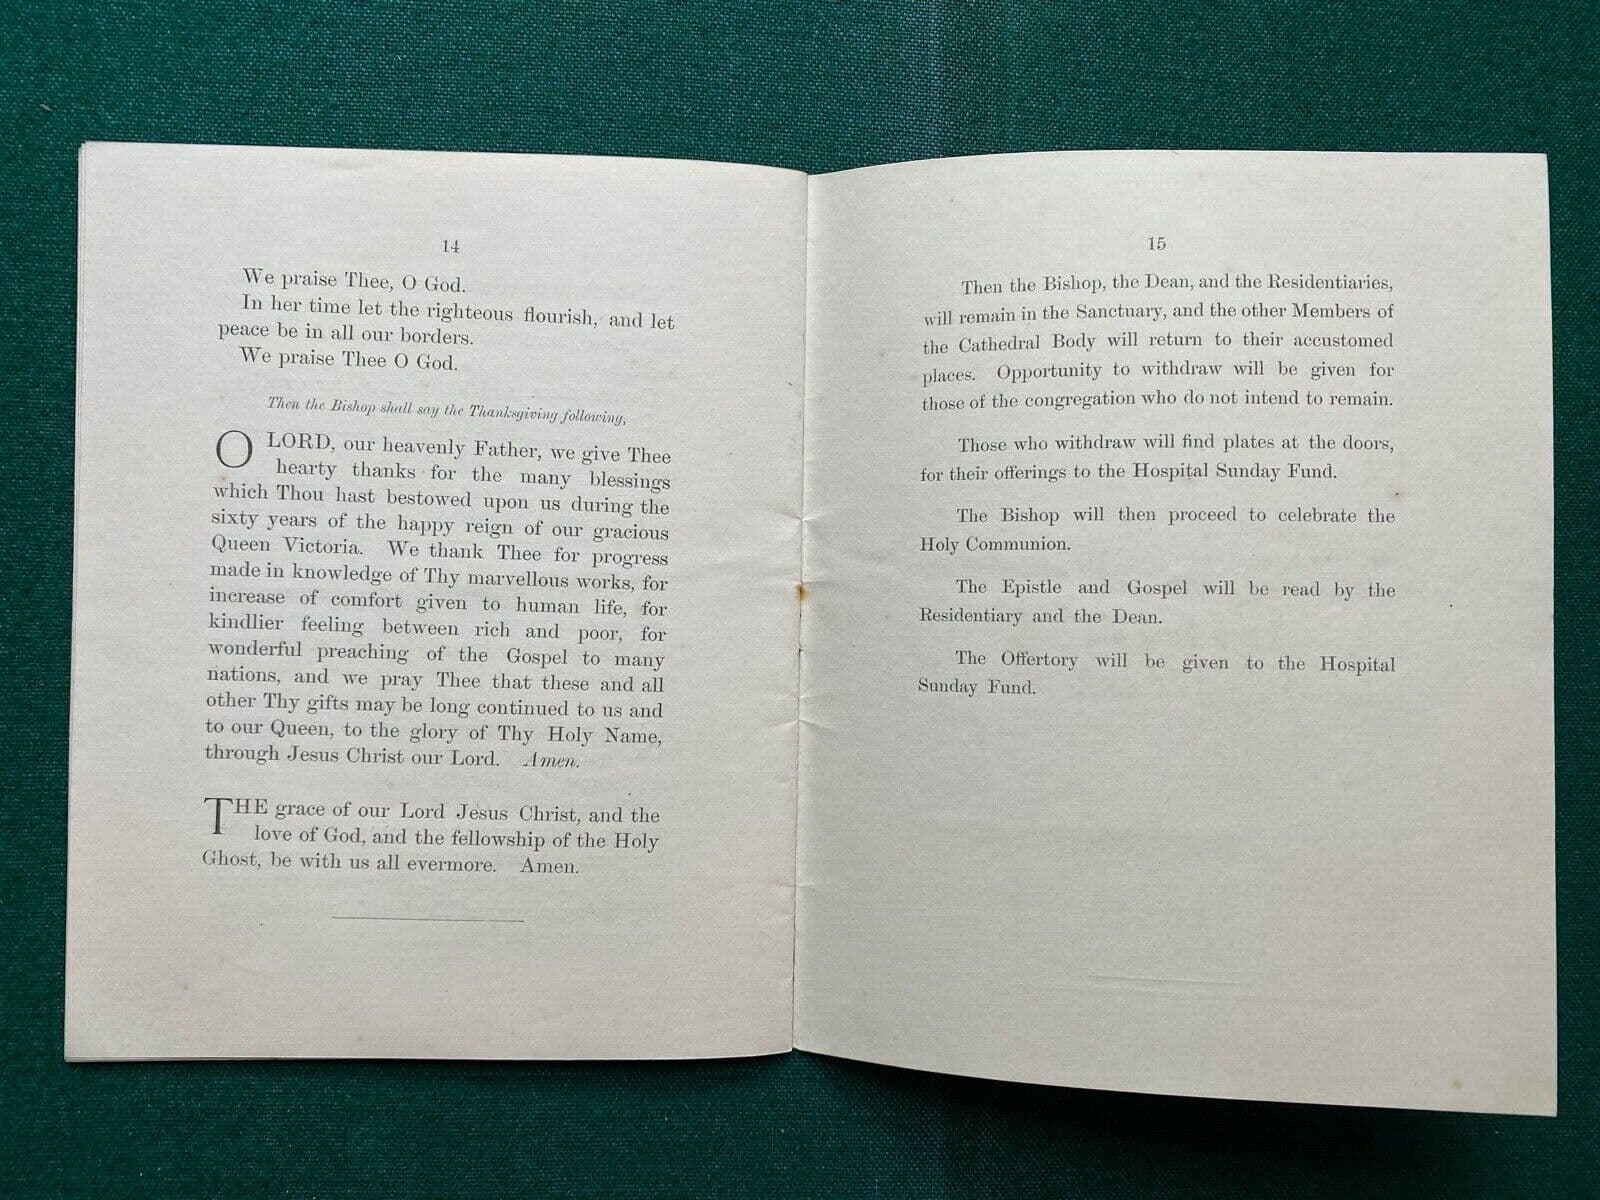 14
We praise Thee, O God.
In her time let the righteous flourish, and let
peace be in all our borders.
We praise Thee O God.
Then the Bishop shall say the Thanksgiving following,
O LORD, our heavenly Father, we give Thee
hearty thanks for the many blessings
which Thou hast bestowed upon us during the
sixty years of the happy reign of our gracious
Queen Victoria. We thank Thee for progress
made in knowledge of Thy marvellous works, for
increase of comfort given to human life, for
kindlier feeling between rich and poor, for
wonderful preaching of the Gospel to many
nations, and we pray Thee that these and all
other Thy gifts may be long continued to us and
to our Queen, to the glory of Thy Holy Name,
through Jesus Christ our Lord. Amen.
THE grace of our Lord Jesus Christ, and the
love of God, and the fellowship of the Holy
Ghost, be with us all evermore. Amen.
15
Then the Bishop, the Dean, and the Residentiaries,
will remain in the Sanctuary, and the other Members of
the Cathedral Body will return to their accustomed
places. Opportunity to withdraw will be given for
those of the congregation who do not intend to remain.
Those who withdraw will find plates at the doors,
for their offerings to the Hospital Sunday Fund.
The Bishop will then proceed to celebrate the
Holy Communion.
The Epistle and Gospel will be read by the
Residentiary and the Dean.
The Offertory will be given to the Hospital
Sunday Fund.